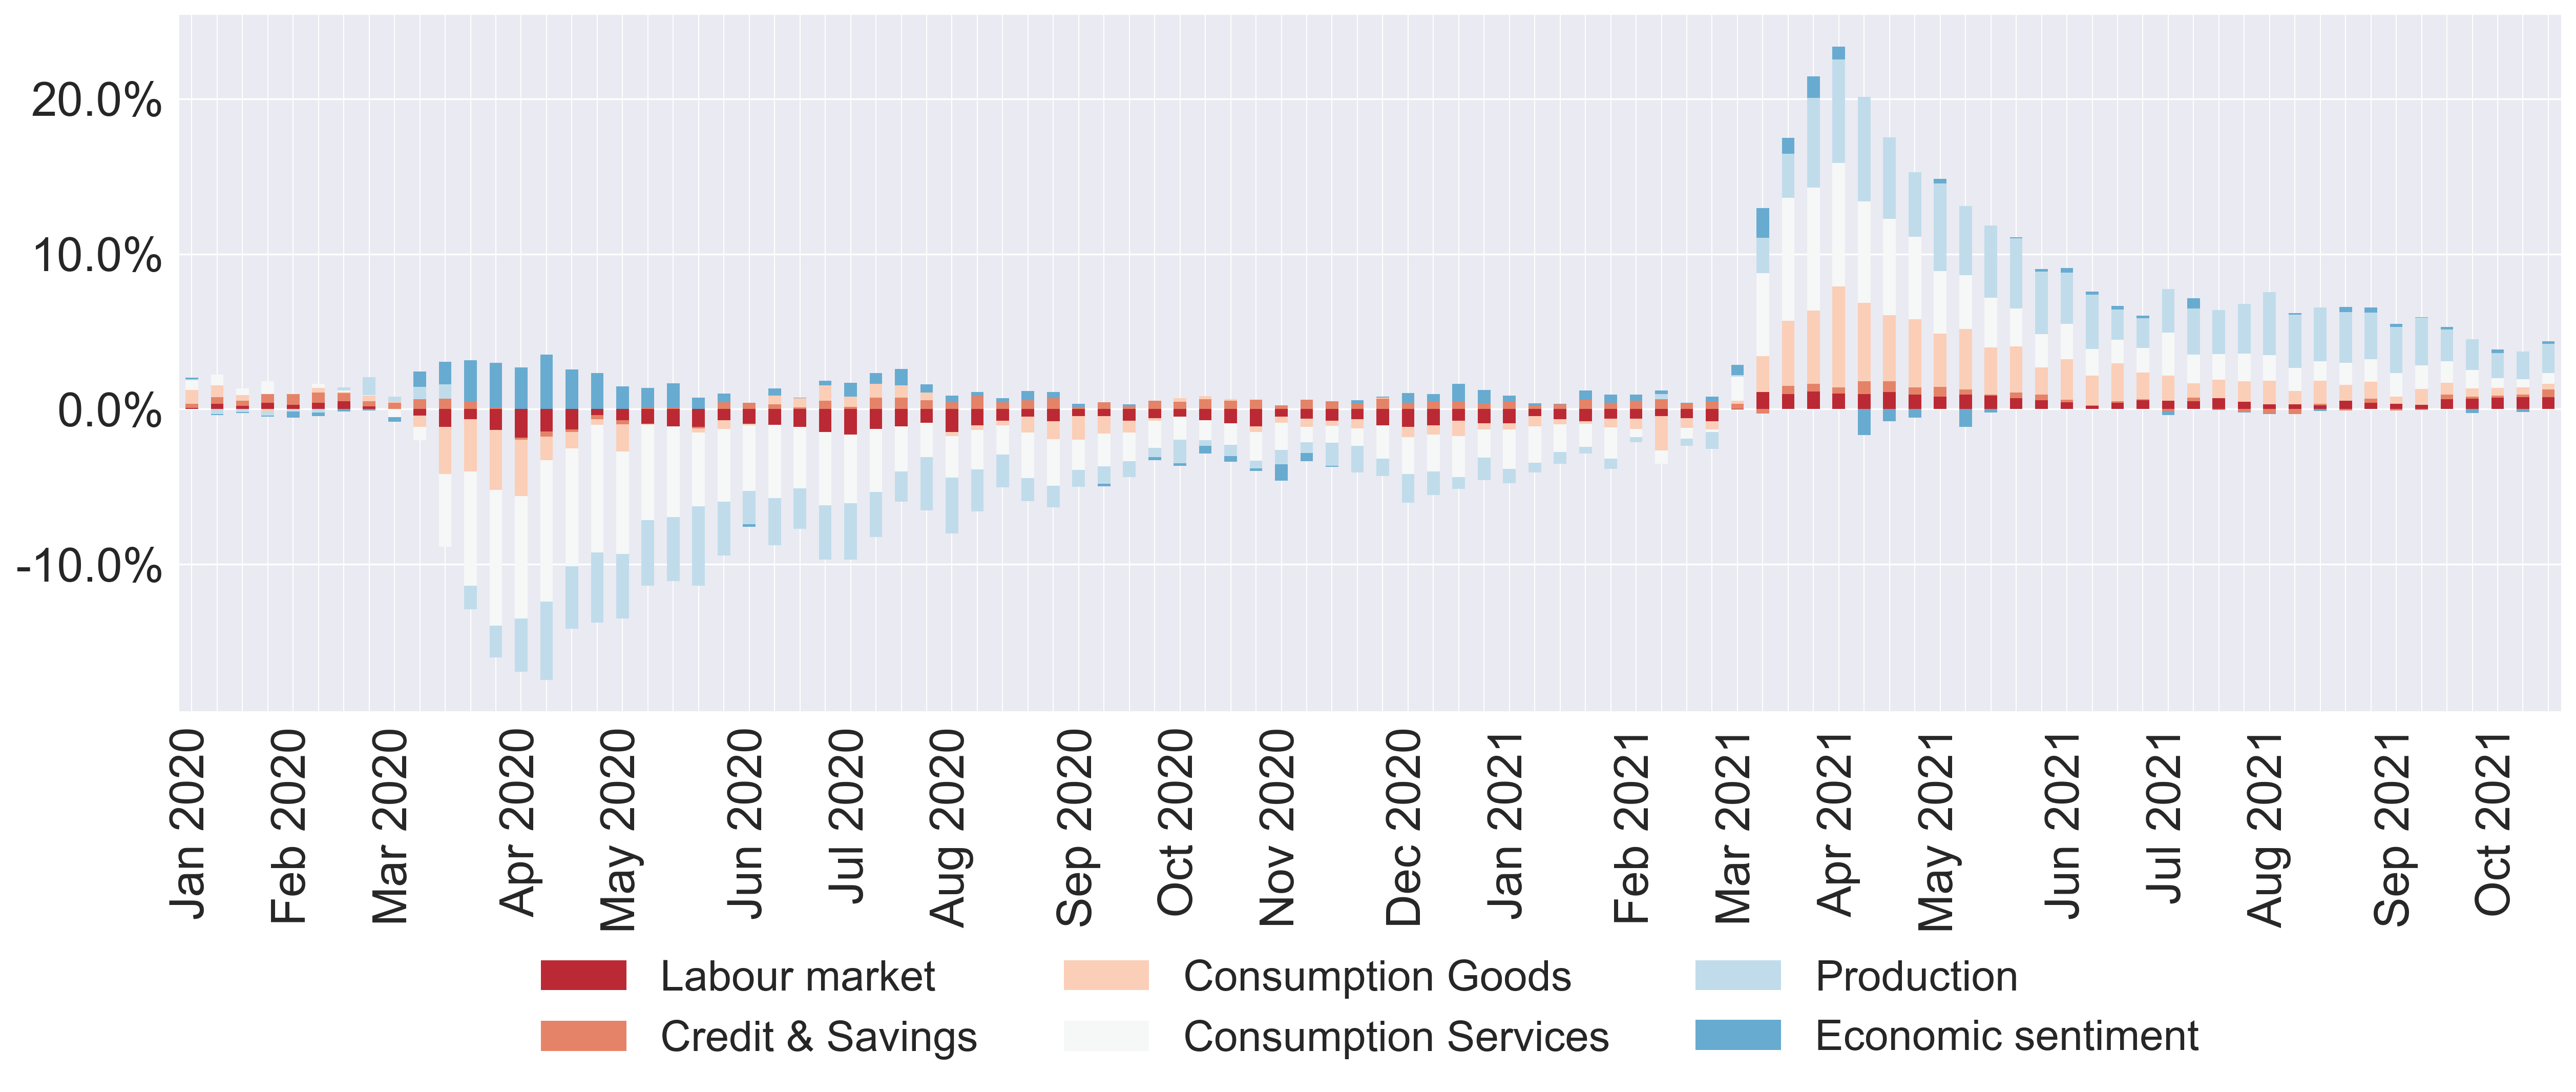 20.0%
10.0%
0.0%
-10.0%
Jan 2020
Feb 2020
Mar 2020
Apr 2020
May 2020
Jun 2020
Jul 2020
Aug 2020
Sep 2020
Oct 2020
Nov 2020
Dec 2020
Jan 2021
Feb 2021
Mar 2021
Apr 2021
May 2021
Jun 2021
Jul 2021
Aug 2021
Sep 2021
Oct 2021
Labour market
Consumption Goods
Production
Credit & Savings
Consumption Services
Economic sentiment